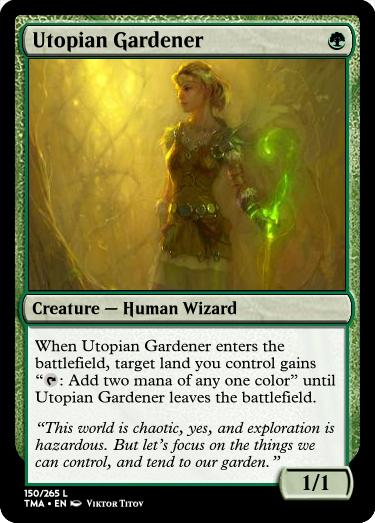 Utopian Gardener
Creature — Human Wizard
When Utopian Gardener enters the
battlefield, target land you control gains
“: Add two mana of any one color” until
Utopian Gardener leaves the battlefield.
“This world is chaotic, yes, and exploration is
hazardous. But let’s focus on the things we
can control, and tend to our garden.”
1/1
150/265 L
TMA • EN Viktor Titov